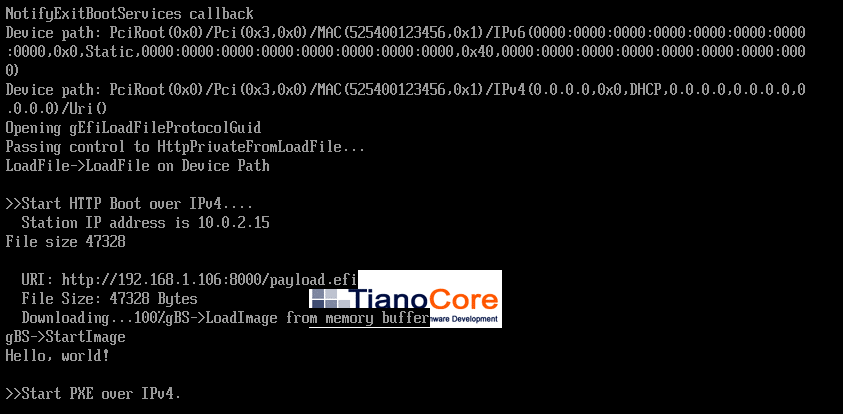 NotifyExitBootServices callback
Device path: PciRoot(0x0)/Pci(0x3,0x0)/MAC(525400123456,0x1)/IPv6(0000:0000:0000:0000:0000:0000:0000
:0000,0x0,Static,0000:0000:0000:0000:0000:0000:0000:0000,0x40,0000:0000:0000:0000:0000:0000:0000:000
0)
Device path: PciRoot(0x0)/Pci(0x3,0x0)/MAC(525400123456,0x1)/IPv4(0.0.0.0,0x0,DHCP,0.0.0.0,0.0.0.0,0
.0.0.0)/Uri()
Opening gEfiLoadFileProtocolGuid
Passing control to HttpPrivateFromLoadFile...
LoadFile->LoadFile on Device Path
>>Start HTTP Boot over IPv4....
Station IP address is 10.0.2.15
File size 47328
URI: http://192.168.1.106:8000/payload.efi
TianoCore
File Size: 47328 Bytes
Downloading...100%gBS->LoadImage from memory buffer
Development
gBS->StartImage
Hello, world!
>>Start PXE over IPv4.